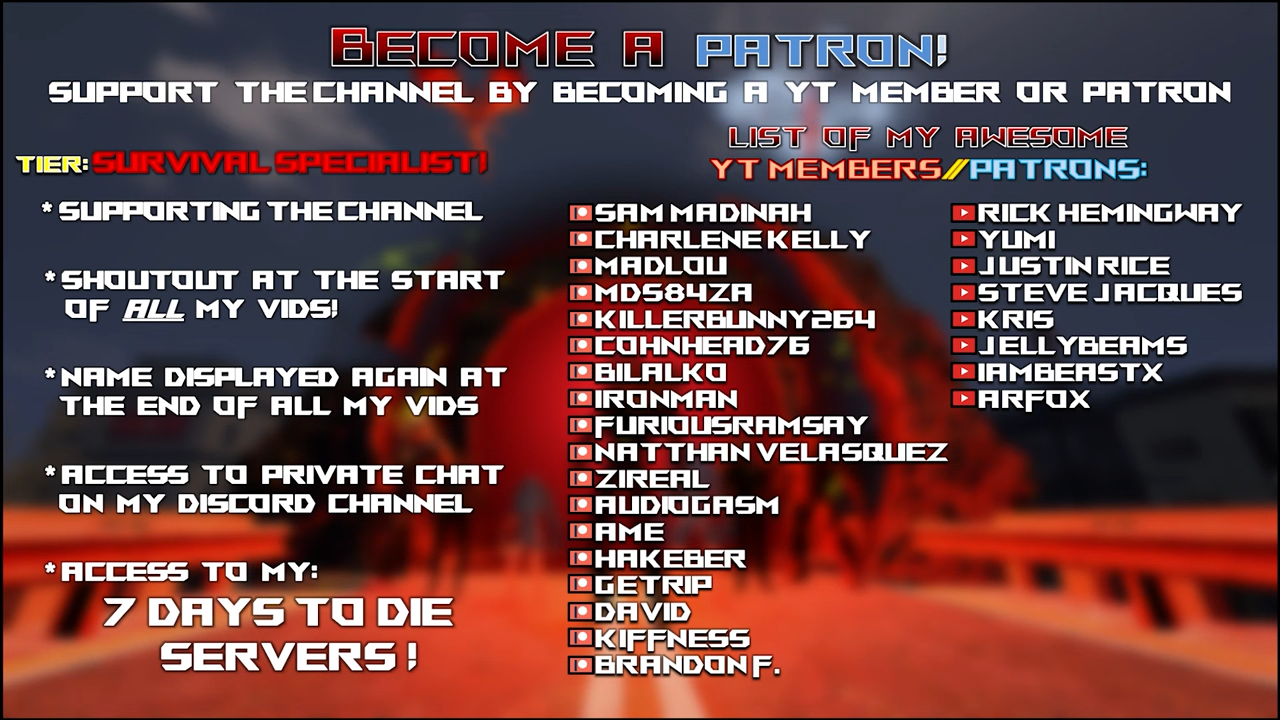 BECOME A PATRON!
SUPPORT THE CHANNEL BY BECOMING A YT MEMBER OR PATRON
TIER: SURVIVAL SPECIALIST!
* SUPPORTING THE CHANNEL
* SHOUTOUT AT THE START
OF ALL MY VIDS!
* NAME DISPLAYED AGAIN AT
THE END OF ALL MY VIDS
* ACCESS TO PRIVATE CHAT
ON MY DISCORD CHANNEL
* ACCESS TO MY:
7 DAYS TO DIE
SERVERS !
LIST OF MY AWESOME
YT MEMBERS//PATRONS:
SAM MADINAH
CHARLENE KELLY
MADLOU
MDS84ZA
KILLERBUNNY264
COHNHEAD76
BILALKO
IRONMAN
FURIOUSRAMSAY
NATTHAN VELASQUEZ
ZIREAL
AUDIOGASM
AME
HAKEBER
GETRIP
DAVID
KIFFNESS
BRANDON F.
RICK HEMINGWAY
YUMI
JUSTIN RICE
STEVE JACQUES
KRIS
JELLYBEAMS
IAMBEASTX
ARFOX